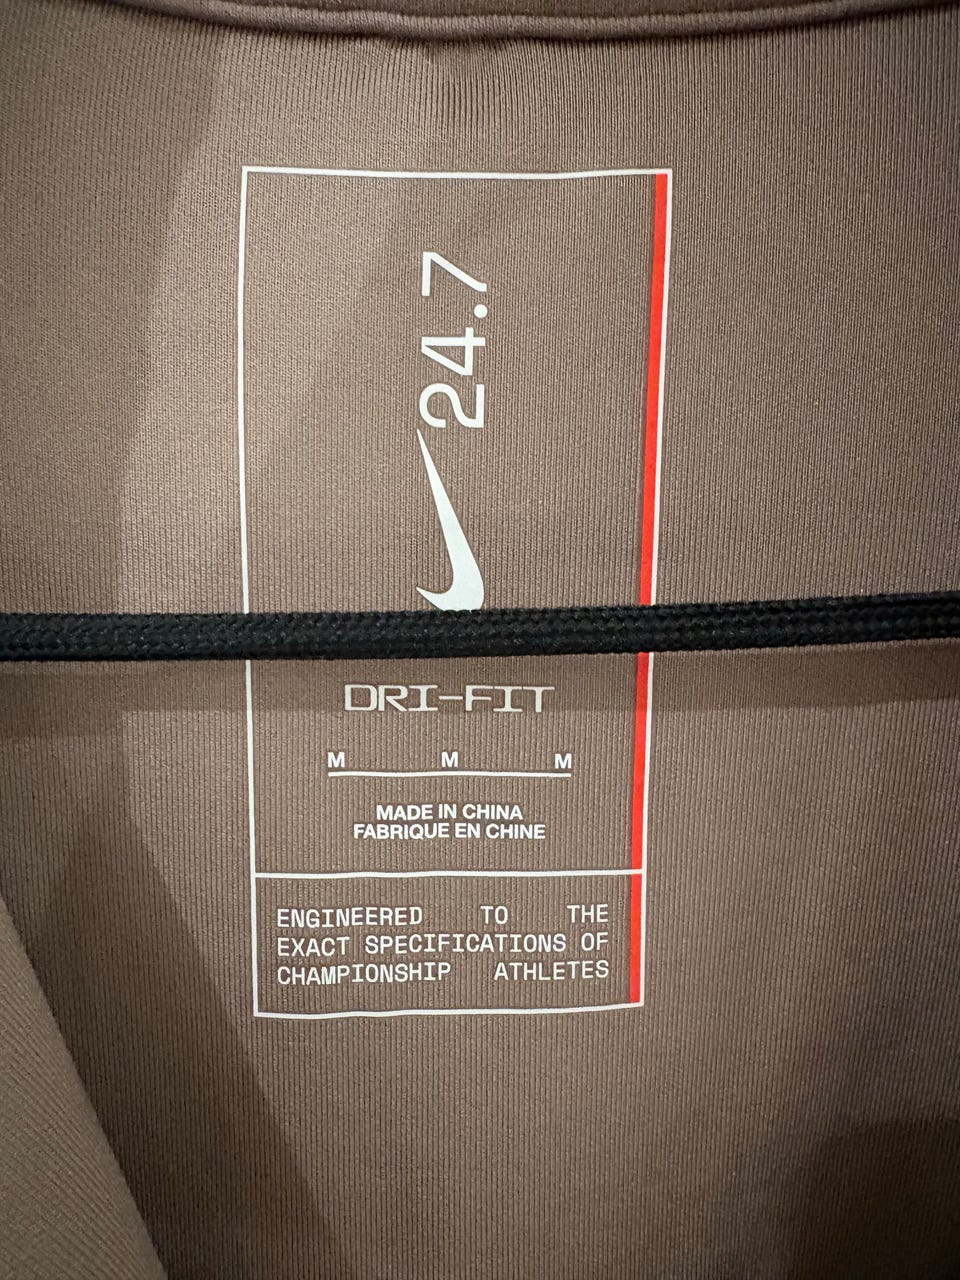 24.7
DRI-FIT
M M M
MADE IN CHINA
FABRIQUE EN CHINE
ENGINEERED TO THE
EXACT SPECIFICATIONS OF
CHAMPIONSHIP ATHLETES